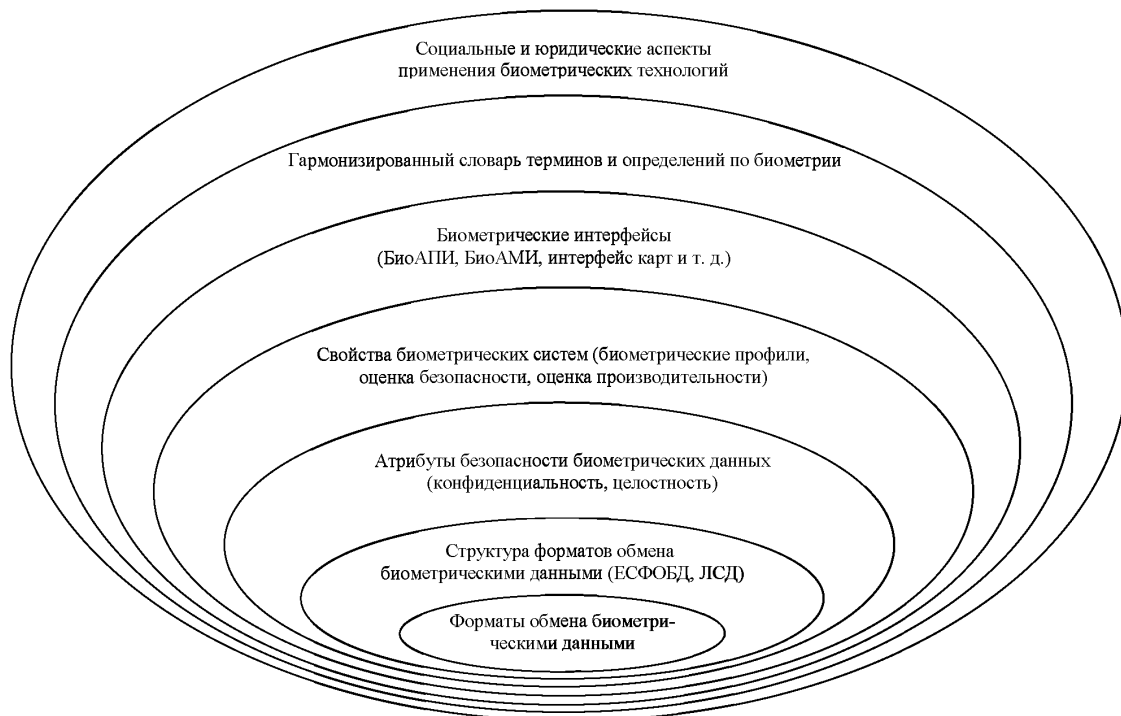 Социальные и юридические аспекты
применения биометрических технологий
Гармонизированный словарь терминов и определений по биометрии
Биометрические интерфейсы
(БиоАПИ, БиоАМИ, интерфейс карт и т. д.)
Свойства биометрических систем (биометрические профили,
оценка безопасности, оценка производительности)
Атрибуты безопасности биометрических данных
(конфиденциальность, целостность)
Структура форматов обмена
биометрическими данными (ЕСФОБД, ЛСД)
Форматы обмена биометри-
ческими данными